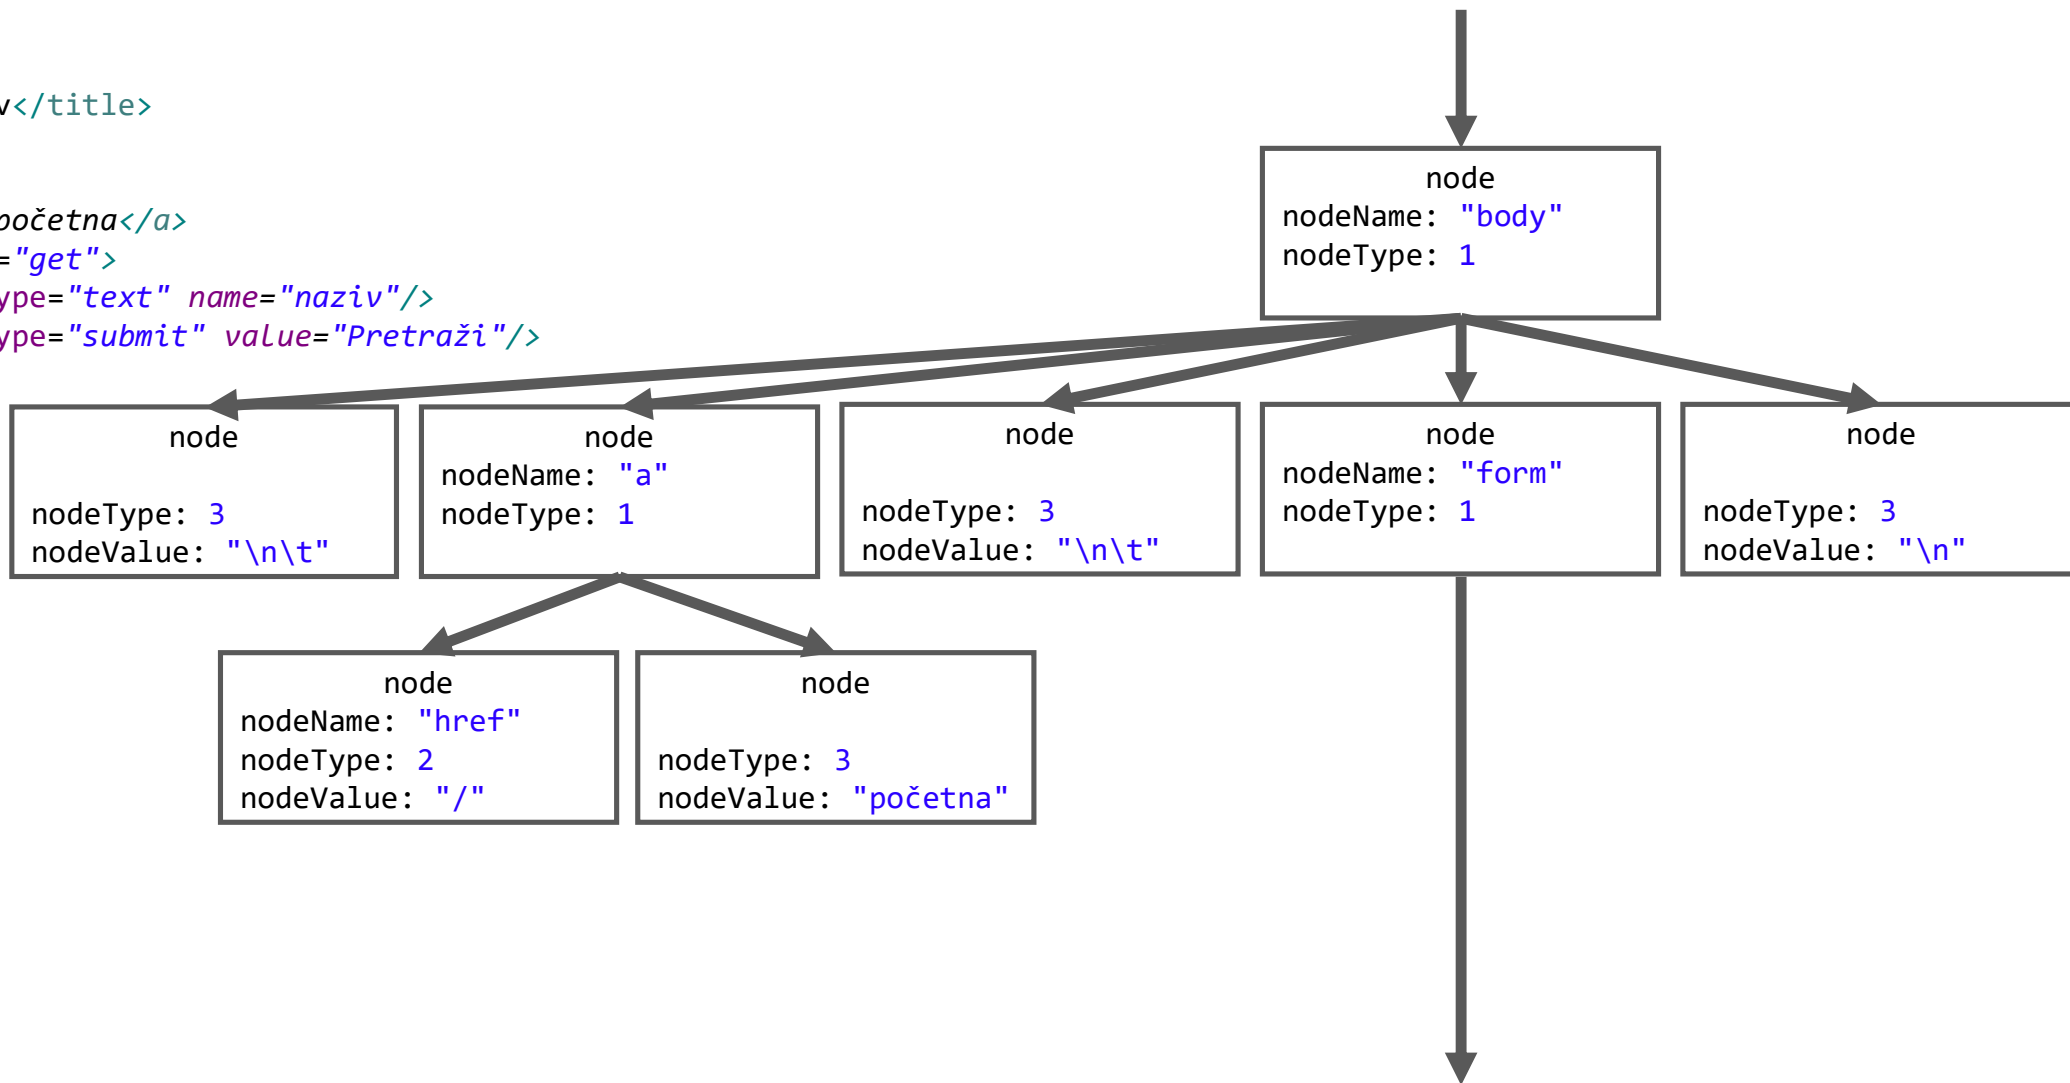 v</title>
početna</a>
="get">
ype="text" name="naziv"/>
ype="submit" value="Pretraži"/>
node
nodeName: "body"
nodeType: 1
node
nodeType: 3
nodeValue: "\n\t"
node
nodeName: "a"
nodeType: 1
node
nodeType: 3
nodeValue: "\n\t"
node
nodeName: "form"
nodeType: 1
node
nodeType: 3
nodeValue: "\n"
node
nodeName: "href"
nodeType: 2
nodeValue: "/"
node
nodeType: 3
nodeValue: "početna"